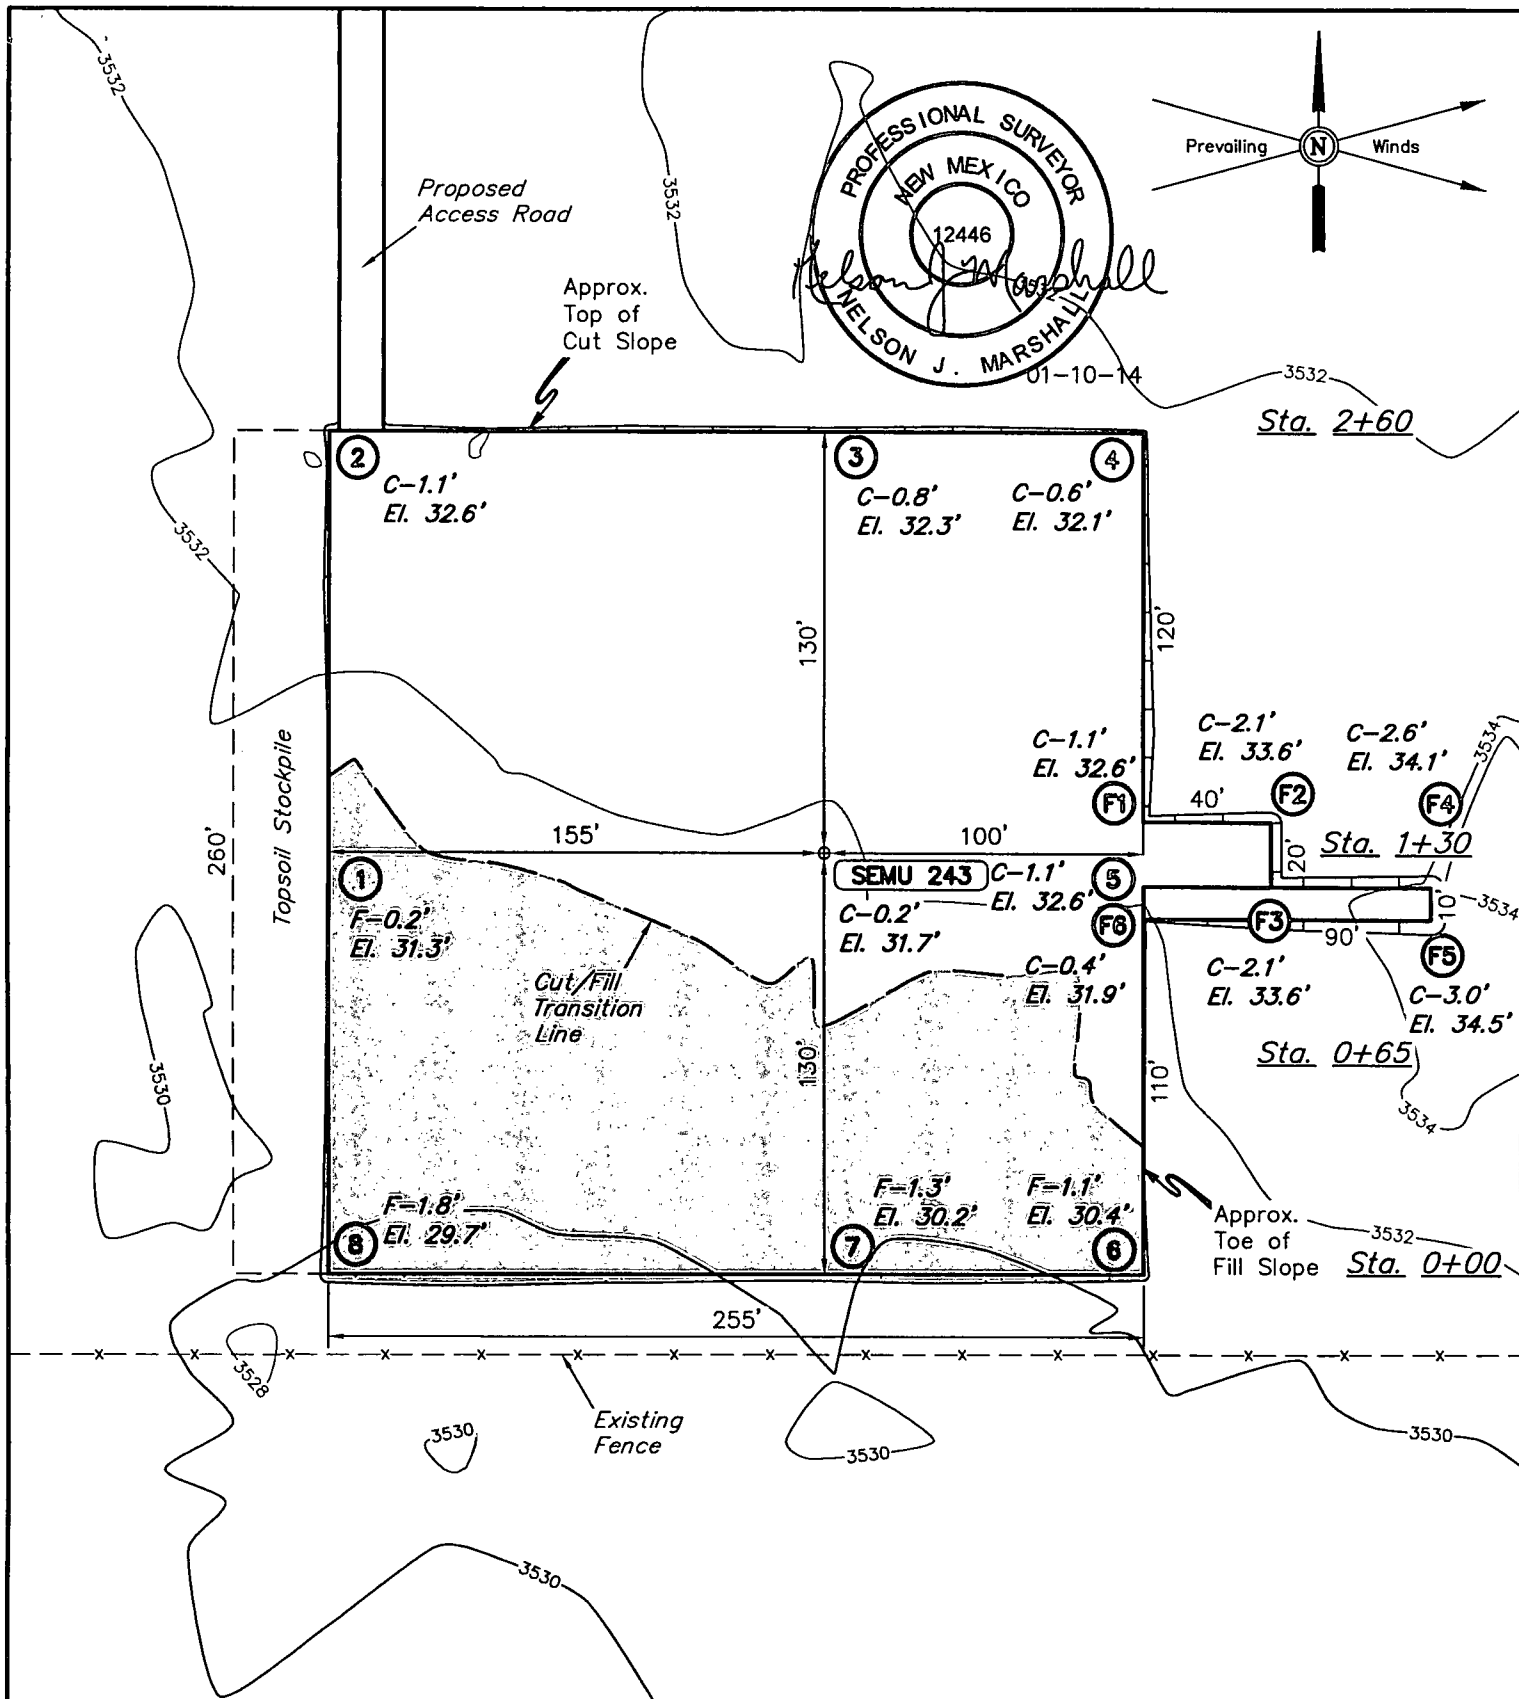 3532
Proposed
Access Road
3532
PROFESSIONAL SURVEYOR
NEW MEXICO
12446
Nelson J. Marshall
3532
NELSON J. MARSHALL
01-10-14
Prevailing
N
Winds
Approx.
Top of
Cut Slope
3532
Sta. 2+60
2
C-1.1'
El. 32.6'
3
C-0.8'
El. 32.3'
4
C-0.6'
El. 32.1'
3532
130'
120'
Topsoil Stockpile
260'
C-1.1'
El. 32.6'
F1
C-2.1'
El. 33.6'
F2
C-2.6'
El. 34.1'
F4
3534
40'
20'
Sta. 1+30
155'
100'
1
F-0.2'
El. 31.3'
SEMU 243
C-0.2'
El. 31.7'
C-1.1'
El. 32.6'
5
F6
C-0.4'
El. 31.9'
F3
90'
10'
3534
C-2.1'
El. 33.6'
F5
C-3.0'
El. 34.5'
Cut/Fill
Transition
Line
130'
110'
Sta. 0+65
3534
3530
F-1.8'
El. 29.7'
8
F-1.3'
El. 30.2'
7
F-1.1'
El. 30.4'
6
Approx.
Toe of
Fill Slope
3532
Sta. 0+00
255'
3528
x x x x x x x x x x x x x x x
Existing
Fence
3530
3530
3530
3530